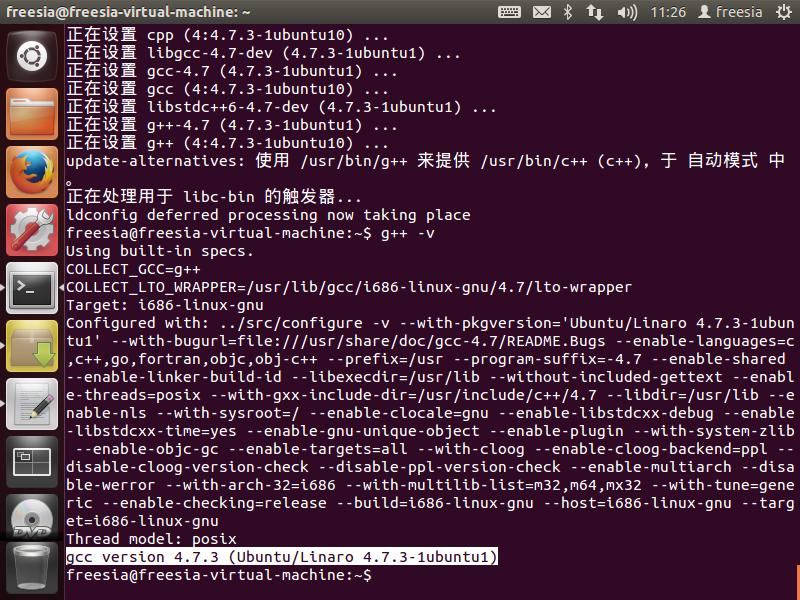 freesia@freesia-virtual-machine: ~
11:26
freesia
正在设置 cpp (4:4.7.3-1ubuntu10) ...
正在设置 libgcc-4.7-dev (4.7.3-1ubuntu1) ...
正在设置 gcc-4.7 (4.7.3-1ubuntu1) ...
正在设置 gcc (4:4.7.3-1ubuntu10) ...
正在设置 libstdc++6-4.7-dev (4.7.3-1ubuntu1) ...
正在设置 g++-4.7 (4.7.3-1ubuntu1) ...
正在设置 g++ (4:4.7.3-1ubuntu10) ...
update-alternatives: 使用 /usr/bin/g++ 来提供 /usr/bin/c++ (c++)，于 自动模式 中
。
正在处理用于 libc-bin 的触发器...
ldconfig deferred processing now taking place
freesia@freesia-virtual-machine:~$ g++ -v
Using built-in specs.
COLLECT_GCC=g++
COLLECT_LTO_WRAPPER=/usr/lib/gcc/i686-linux-gnu/4.7/lto-wrapper
Target: i686-linux-gnu
Configured with: ../src/configure -v --with-pkgversion='Ubuntu/Linaro 4.7.3-1ubun
tu1' --with-bugurl=file:///usr/share/doc/gcc-4.7/README.Bugs --enable-languages=c
,c++,go,fortran,objc,obj-c++ --prefix=/usr --program-suffix=-4.7 --enable-shared
--enable-linker-build-id --libexecdir=/usr/lib --without-included-gettext --enabl
e-threads=posix --with-gxx-include-dir=/usr/include/c++/4.7 --libdir=/usr/lib --e
nable-nls --with-sysroot=/ --enable-clocale=gnu --enable-libstdcxx-debug --enable
-libstdcxx-time=yes --enable-gnu-unique-object --enable-plugin --with-system-zlib
--enable-objc-gc --enable-targets=all --with-cloog --enable-cloog-backend=ppl --
disable-cloog-version-check --disable-ppl-version-check --enable-multiarch --disa
ble-werror --with-arch-32=i686 --with-multilib-list=m32,m64,mx32 --with-tune=gene
ric --enable-checking=release --build=i686-linux-gnu --host=i686-linux-gnu --targ
et=i686-linux-gnu
Thread model: posix
gcc version 4.7.3 (Ubuntu/Linaro 4.7.3-1ubuntu1)
freesia@freesia-virtual-machine:~$
DVD